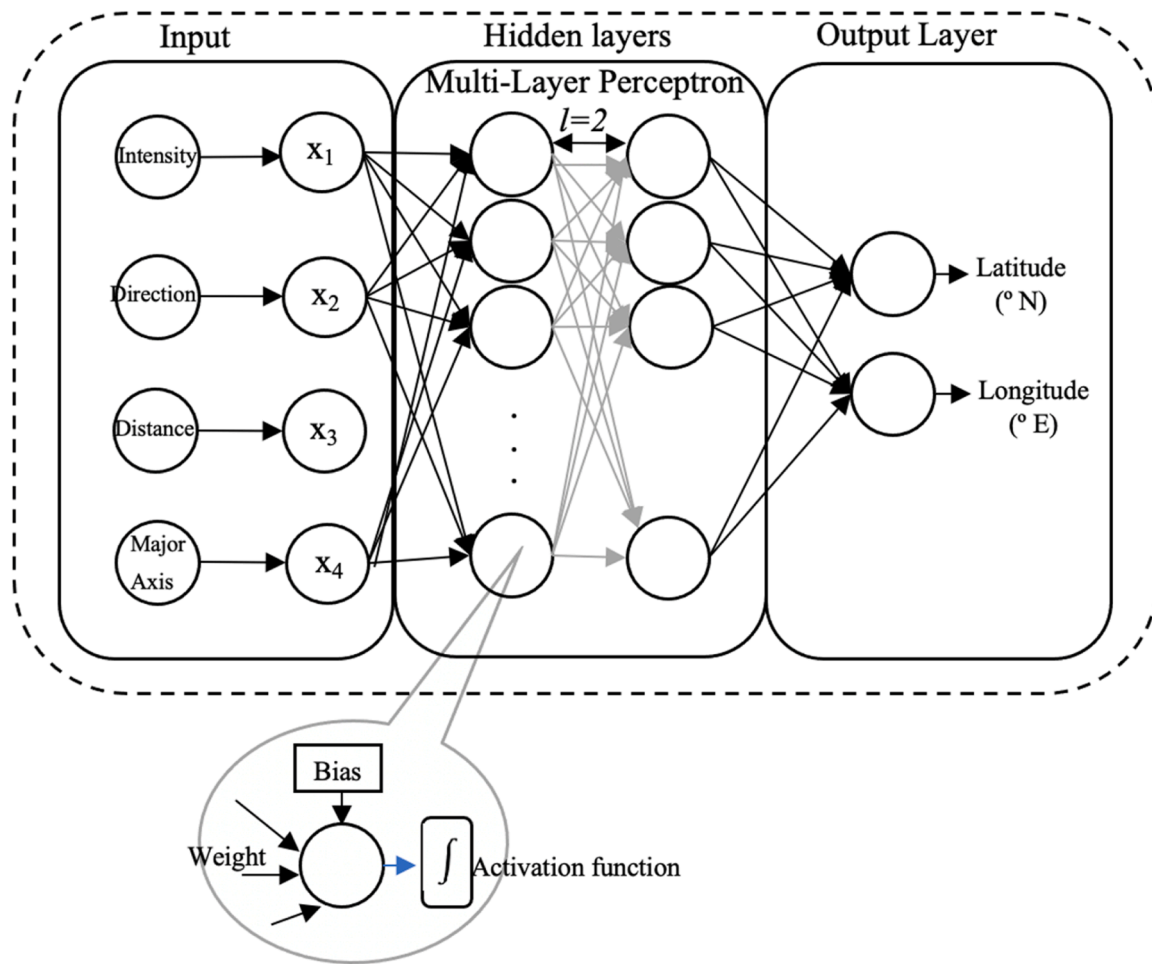 Input
Hidden layers
Output Layer
Multi-Layer Perceptron
l=2
Intensity
x1
Direction
x2
Distance
x3
Major
Axis
x4
Latitude
(º N)
Longitude
(º E)
Bias
Weight
∫
Activation function